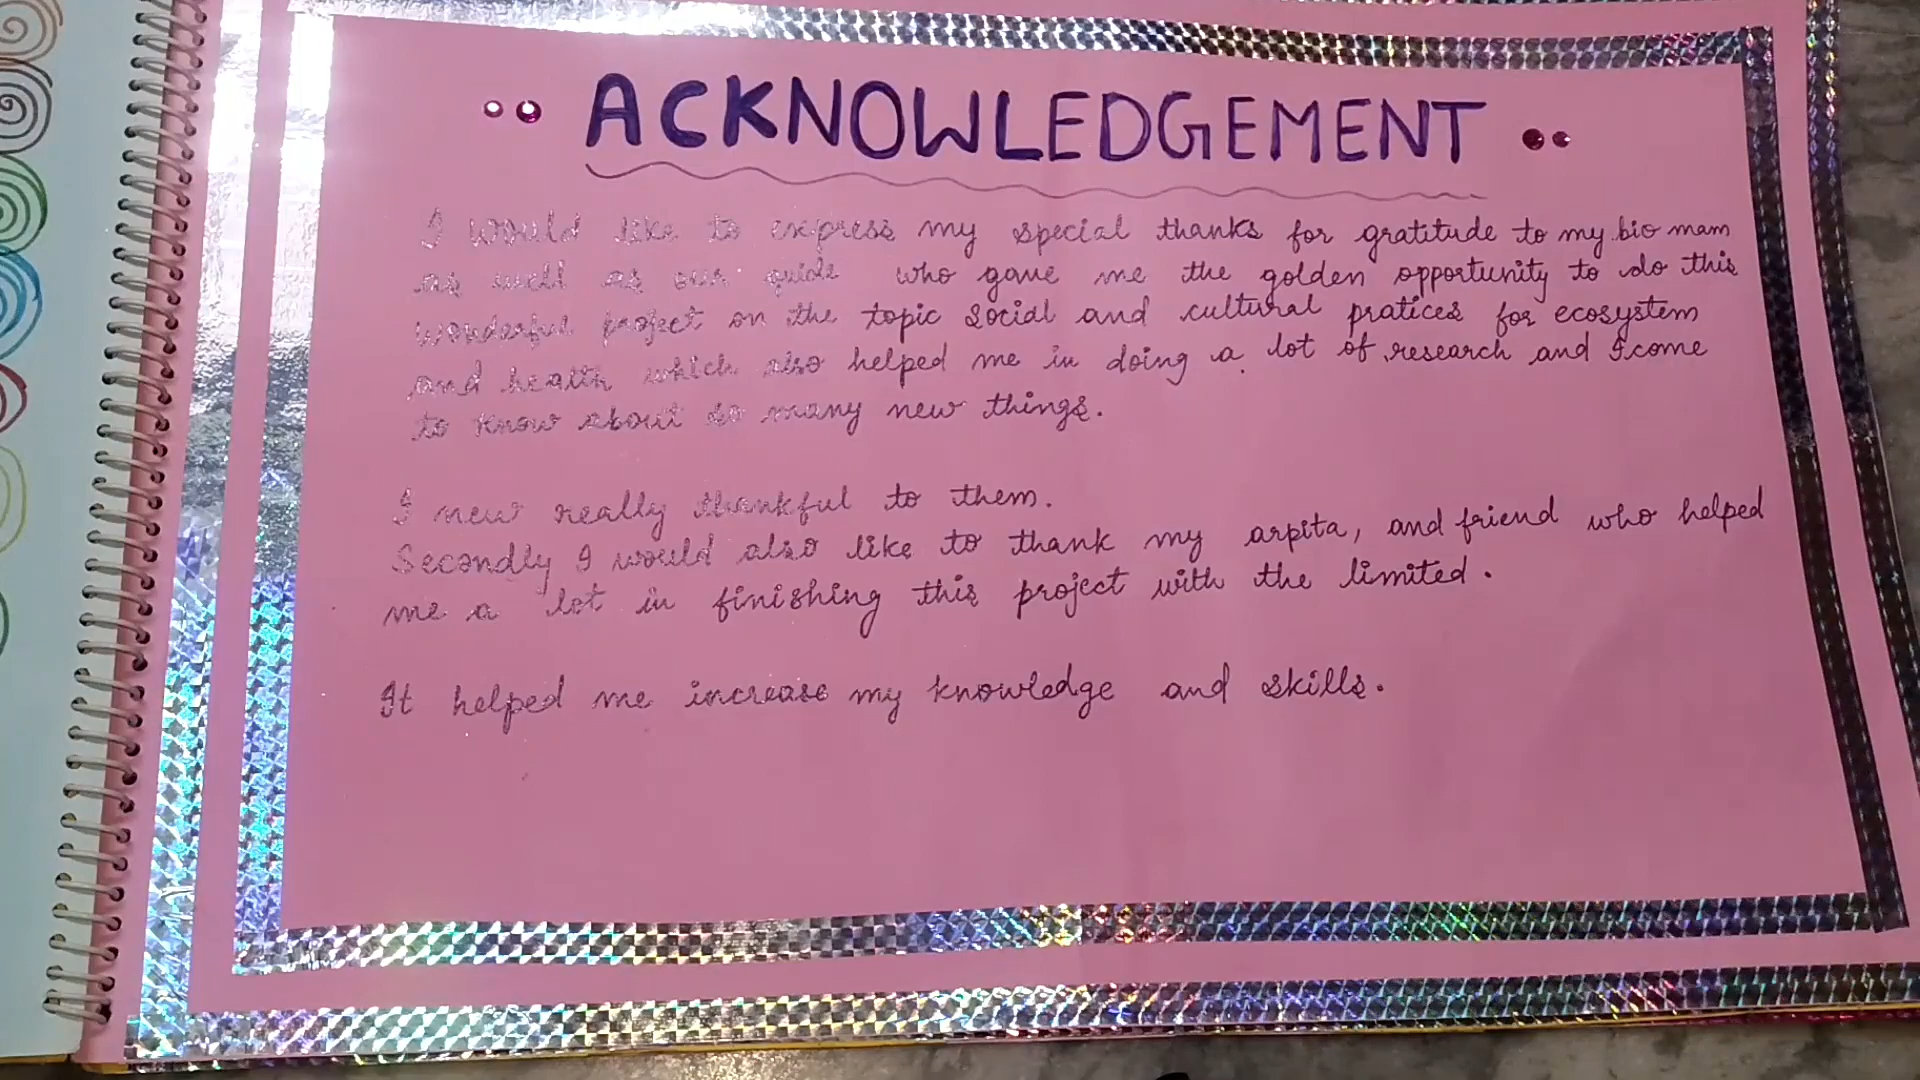 ACKNOWLEDGEMENT
I would like to express my special thanks for gratitude to my bio mam
as well as our guide who gave me the golden opportunity to do this
wonderful project on the topic social and cultural pratices for ecosystem
and health which also helped me in doing a lot of research and I come
to know about so many new things.
I new really thankful to them.
Secondly I would also like to thank my arpita, and friend who helped
me a lot in finishing this project with the limited.
It helped me increase my knowledge and skills.